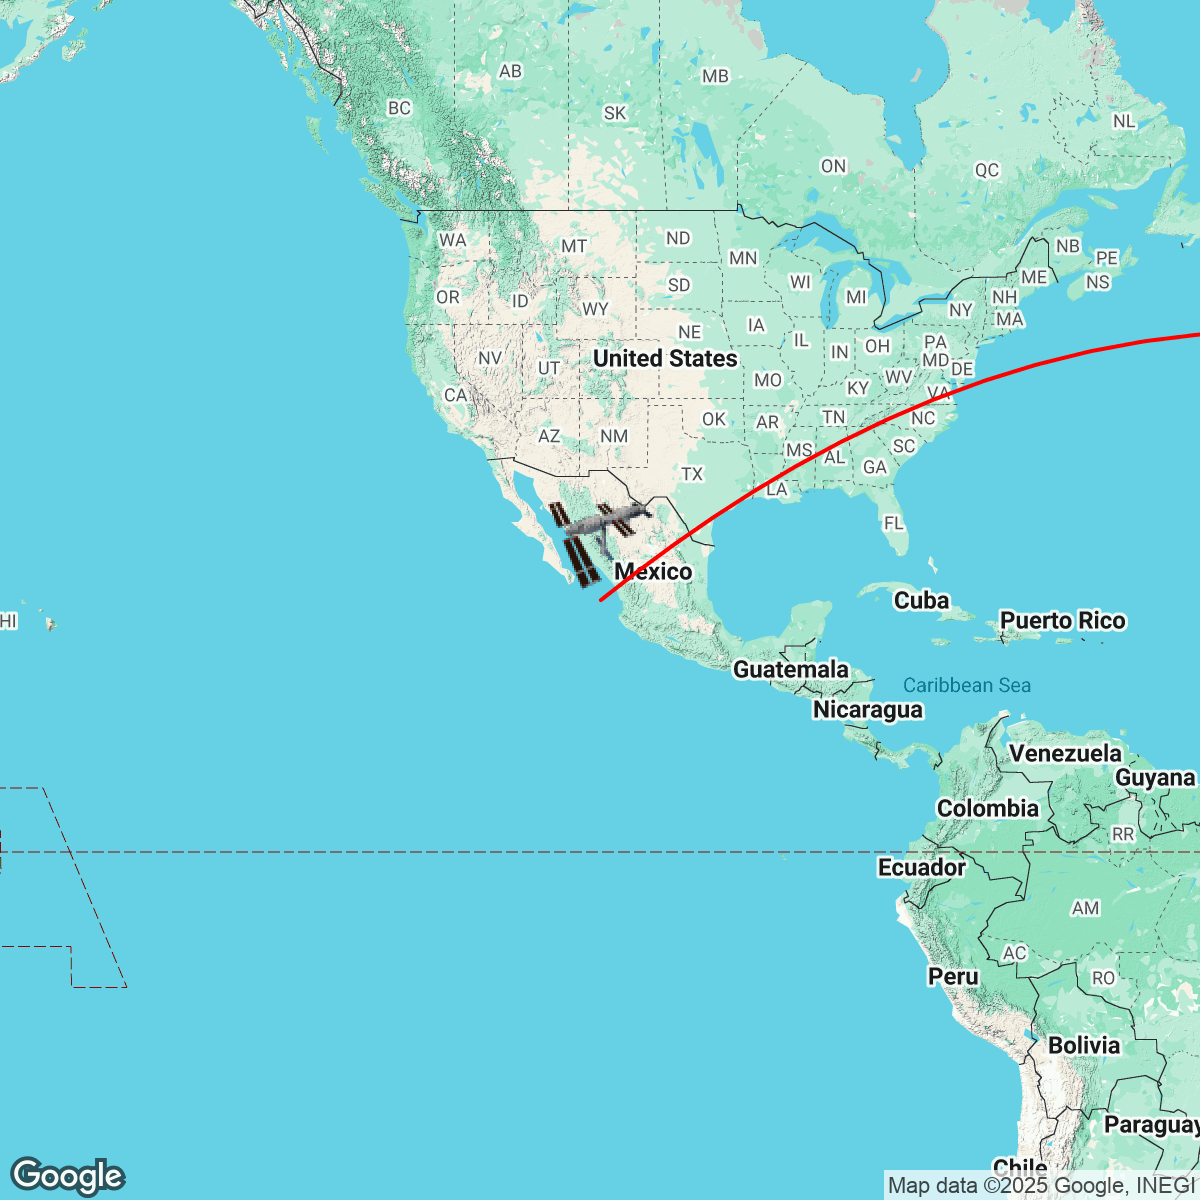 AB
MB
BC
SK
NL
ON
QC
WA
MT
ND
MN
NB
PE
OR
ID
WY
SD
WI
MI
ME
NS
NH
NY
MA
NV
UT
NE
IA
IL
IN
OH
PA
MD
DE
United States
CA
MO
KY
WV
VA
AZ
NM
OK
AR
TN
NC
TX
MS
AL
GA
SC
LA
FL
Mexico
Cuba
HI
Puerto Rico
Guatemala
Caribbean Sea
Nicaragua
Venezuela
Guyana
Colombia
RR
Ecuador
AM
AC
Peru
RO
Bolivia
Paraguay
Chile
Google
Map data ©2025 Google, INEGI